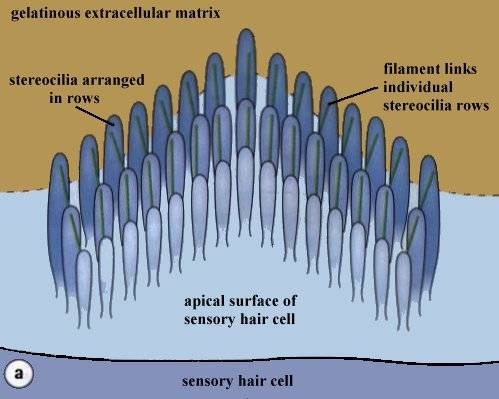 gelatinous extracellular matrix
stereocilia arranged
in rows
filament links
individual
stereocilia rows
apical surface of
sensory hair cell
a
sensory hair cell